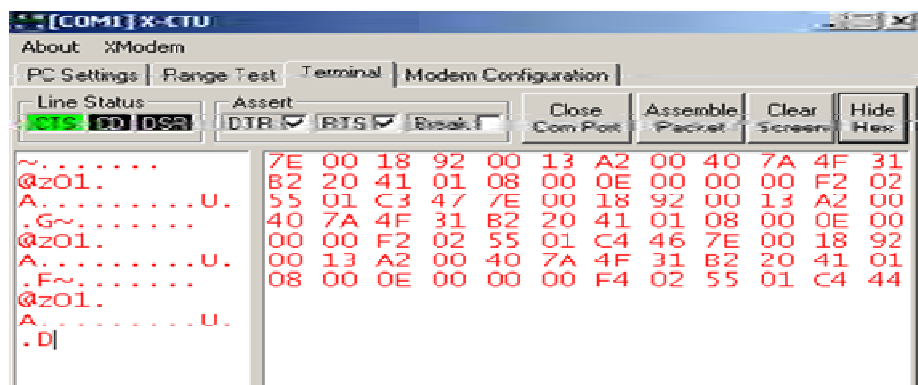 [COM1] X-CTU
About XModem
PC Settings Range Test Terminal Modem Configuration
Line Status Assert
CTS CD DSR DTR RTS Break Close Com Port Assemble Packet Clear Screen Hide Hex
~.......
@zO1.
A.........U.
.G~.......
@zO1.
A.........U.
.F~.......
@zO1.
A.........U.
.D
7E 00 18 92 00 13 A2 00 40 7A 4F 31
B2 20 41 01 08 00 0E 00 00 00 F2 02
55 01 C3 47 7E 00 18 92 00 13 A2 00
40 7A 4F 31 B2 20 41 01 08 00 0E 00
00 00 F2 02 55 01 C4 46 7E 00 18 92
00 13 A2 00 40 7A 4F 31 B2 20 41 01
08 00 0E 00 00 00 F4 02 55 01 C4 44